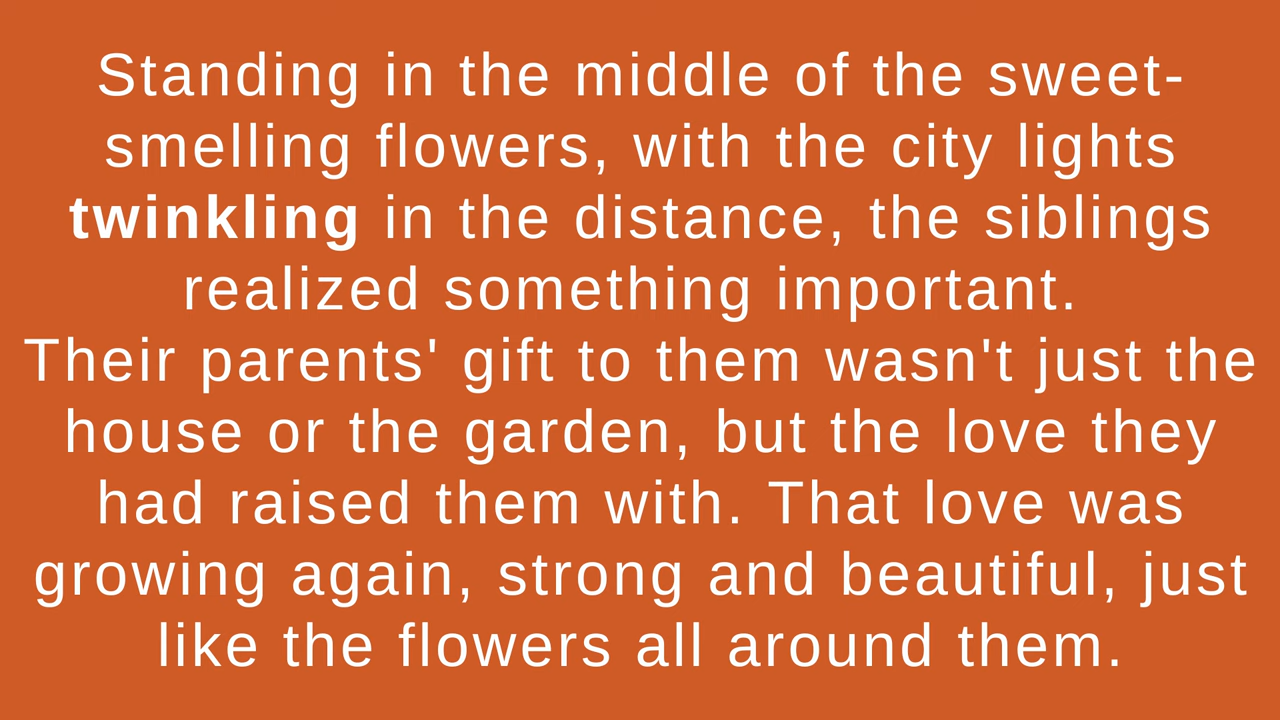 Standing in the middle of the sweet-
smelling flowers, with the city lights
twinkling in the distance, the siblings
realized something important.
Their parents' gift to them wasn't just the
house or the garden, but the love they
had raised them with. That love was
growing again, strong and beautiful, just
like the flowers all around them.